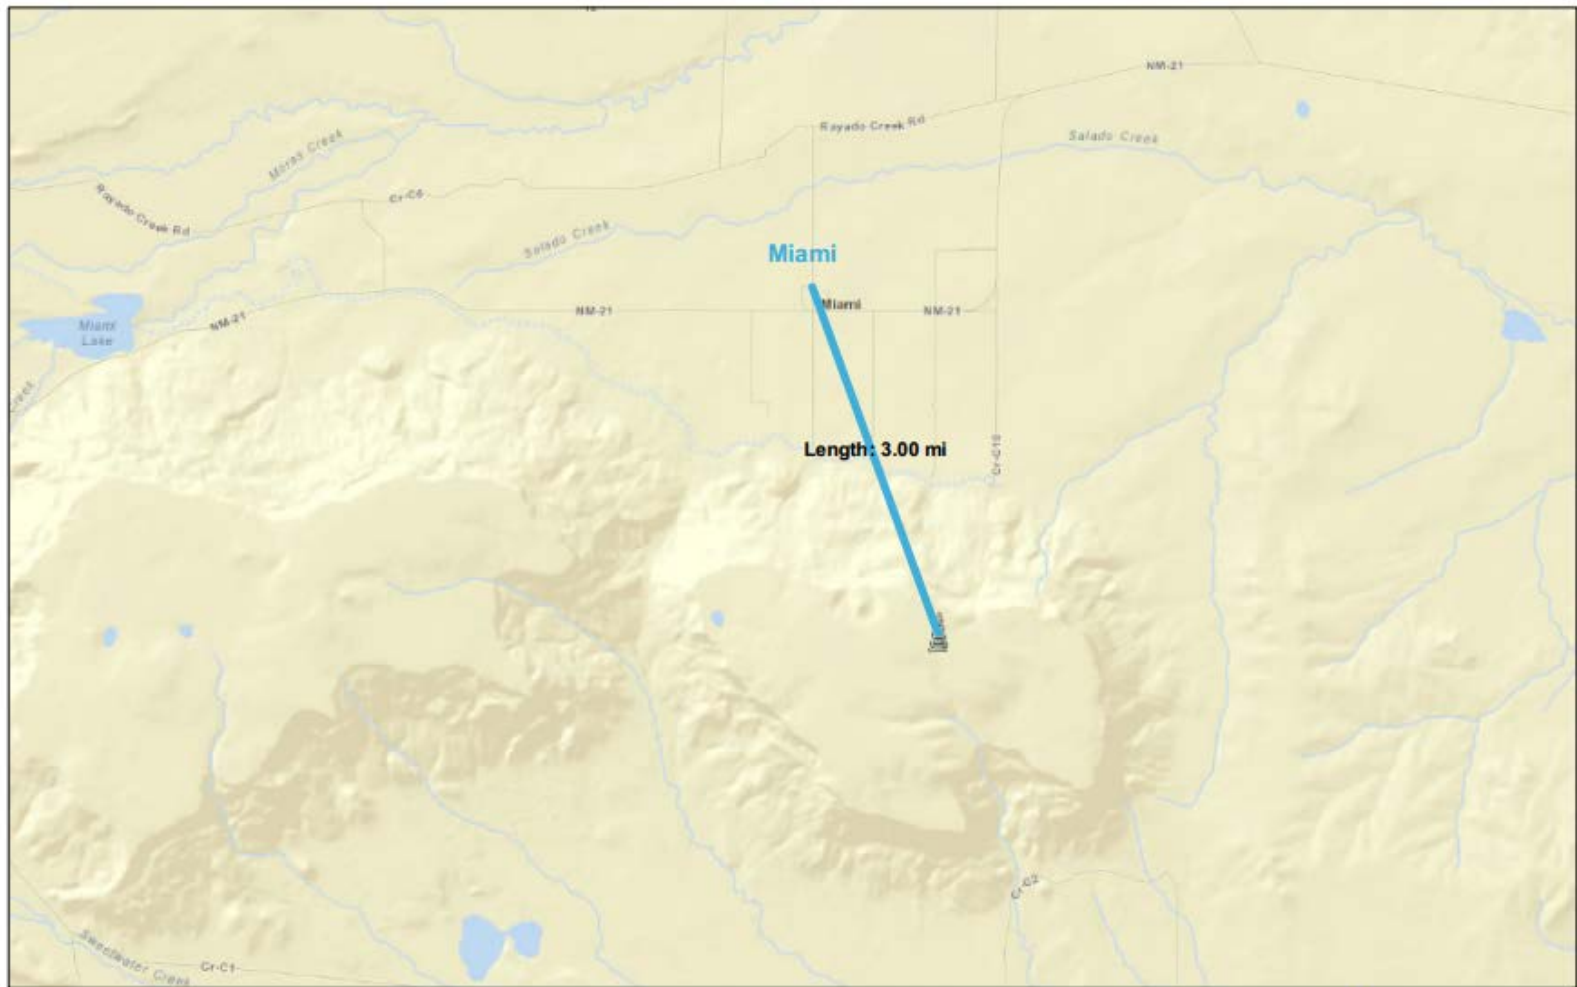 NM-21
Rayado Creek Rd
Salado Creek
Moras Creek
Rayado Creek Rd
Cr-C6
Salado Creek
Miami
Miami
NM-21
NM-21
NM-21
Miami
Lake
Creek
Length: 3.00 mi
Cr-C10
Cr-C2
Sweetwater Creek
Cr-C1